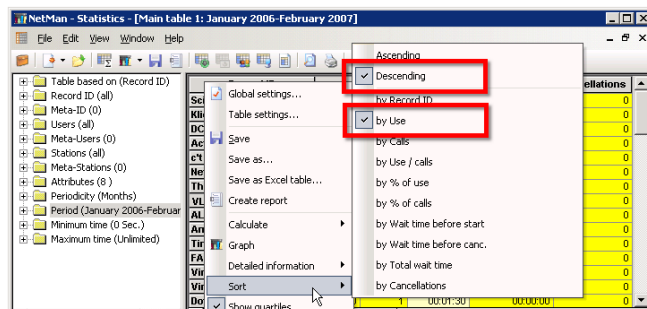 NetMan - Statistics - [Main table 1: January 2006-February 2007]
File Edit View Window Help
Table based on (Record ID)
Record ID (all)
Meta-ID (0)
Users (all)
Meta-Users (0)
Stations (all)
Meta-Stations (0)
Attributes (8 )
Periodicity (Months)
Period (January 2006-Februar
Minimum time (0 Sec.)
Maximum time (Unlimited)
Global settings...
Table settings...
Save
Save as...
Save as Excel table...
Create report
Calculate
Graph
Detailed information
Sort
Show quartiles
Ascending
Descending
by Record ID
by Use
by Calls
by Use / calls
by % of use
by % of calls
by Wait time before start
by Wait time before canc.
by Total wait time
by Cancellations
ellations
0
0
0
0
0
0
0
0
0
0
0
0
0
0
1 00:01:30 00:00:00 0